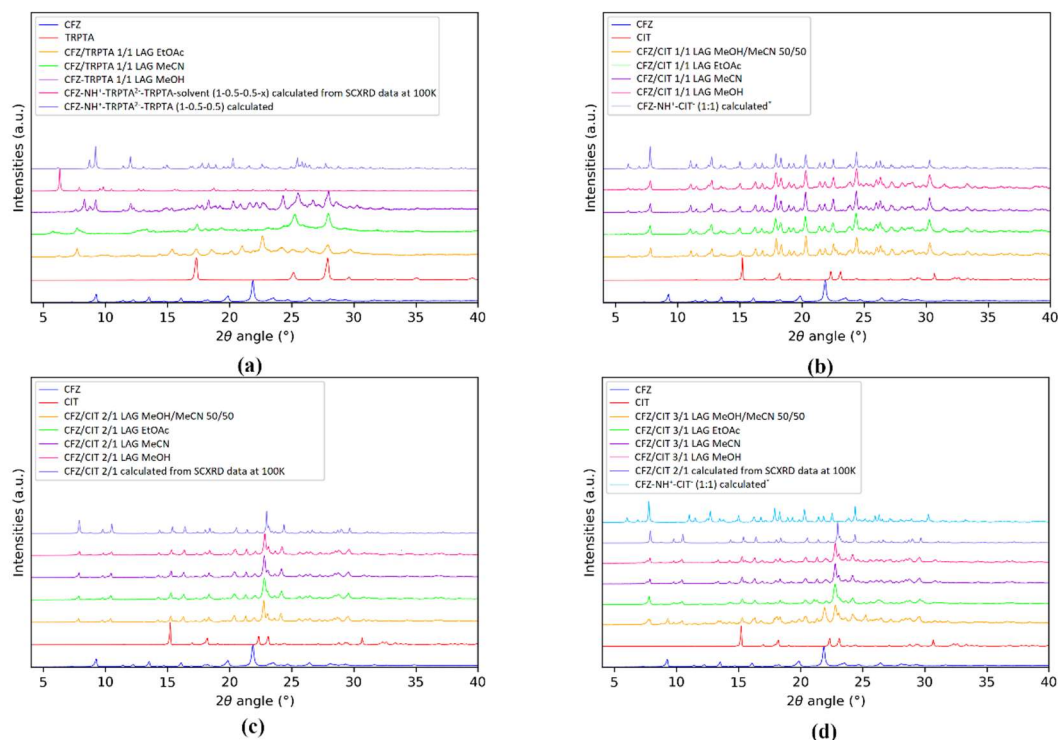 CFZ
TRPTA
CFZ/TRPTA 1/1 LAG EtOAc
CFZ/TRPTA 1/1 LAG MeCN
CFZ-TRPTA 1/1 LAG MeOH
CFZ-NH⁺-TRPTA²⁻-TRPTA-solvent (1-0.5-0.5-x) calculated from SCXRD data at 100K
CFZ-NH⁺-TRPTA²⁻-TRPTA (1-0.5-0.5) calculated
Intensities (a.u.)
5 10 15 20 25 30 35 40
2θ angle (°)
(a)
CFZ
CIT
CFZ/CIT 1/1 LAG MeOH/MeCN 50/50
CFZ/CIT 1/1 LAG EtOAc
CFZ/CIT 1/1 LAG MeCN
CFZ/CIT 1/1 LAG MeOH
CFZ-NH⁺-CIT⁻ (1:1) calculated*
Intensities (a.u.)
5 10 15 20 25 30 35 40
2θ angle (°)
(b)
CFZ
CIT
CFZ/CIT 2/1 LAG MeOH/MeCN 50/50
CFZ/CIT 2/1 LAG EtOAc
CFZ/CIT 2/1 LAG MeCN
CFZ/CIT 2/1 LAG MeOH
CFZ/CIT 2/1 calculated from SCXRD data at 100K
Intensities (a.u.)
5 10 15 20 25 30 35 40
2θ angle (°)
(c)
CFZ
CIT
CFZ/CIT 3/1 LAG MeOH/MeCN 50/50
CFZ/CIT 3/1 LAG EtOAc
CFZ/CIT 3/1 LAG MeCN
CFZ/CIT 3/1 LAG MeOH
CFZ/CIT 2/1 calculated from SCXRD data at 100K
CFZ-NH⁺-CIT⁻ (1:1) calculated*
Intensities (a.u.)
5 10 15 20 25 30 35 40
2θ angle (°)
(d)